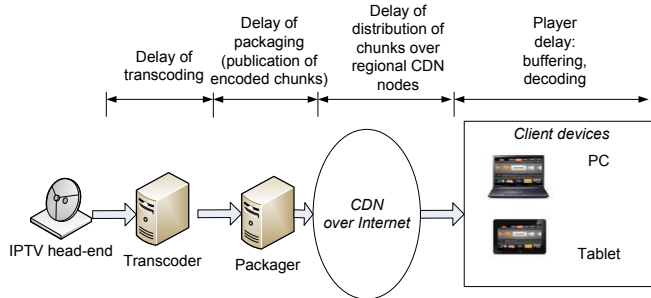 Delay of
transcoding
Delay of
packaging
(publication of
encoded chunks)
Delay of
distribution of
chunks over
regional CDN
nodes
Player
delay:
buffering,
decoding
Client devices
PC
Tablet
CDN
over Internet
IPTV head-end
Transcoder
Packager